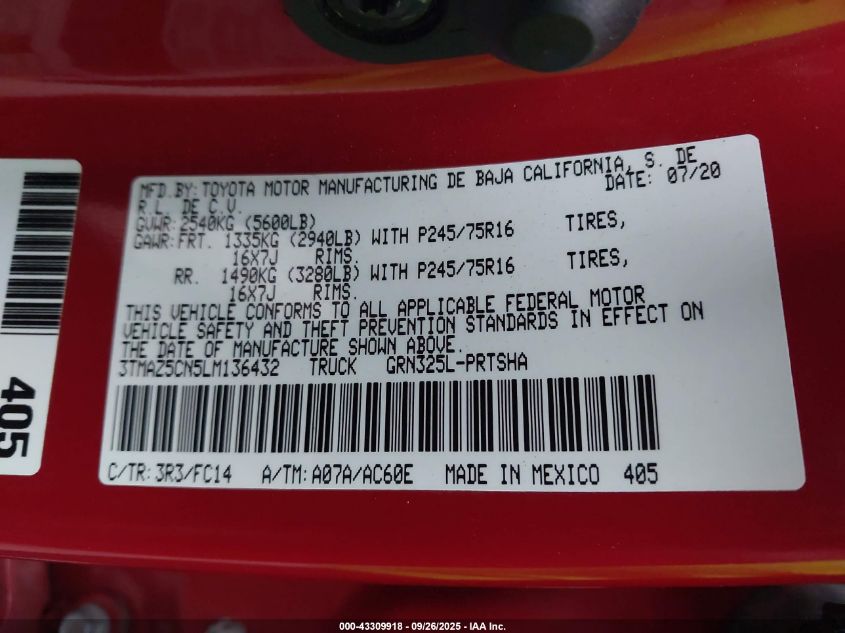 MFD.BY: TOYOTA MOTOR MANUFACTURING DE BAJA CALIFORNIA, S. DE
R.L. DE C.V. DATE: 07/20
GVWR: 2540KG (5600LB)
GAWR: FRT. 1335KG (2940LB) WITH P245/75R16 TIRES,
16X7J RIMS.
RR. 1490KG (3280LB) WITH P245/75R16 TIRES,
16X7J RIMS.
THIS VEHICLE CONFORMS TO ALL APPLICABLE FEDERAL MOTOR
VEHICLE SAFETY AND THEFT PREVENTION STANDARDS IN EFFECT ON
THE DATE OF MANUFACTURE SHOWN ABOVE.
3TMAZ5CN5LM136432 TRUCK GRN325L-PRTSHA
C/TR: 3R3/FC14 A/TM: A07A/AC60E MADE IN MEXICO 405
405
000-43309918 - 09/26/2025 - IAA Inc.